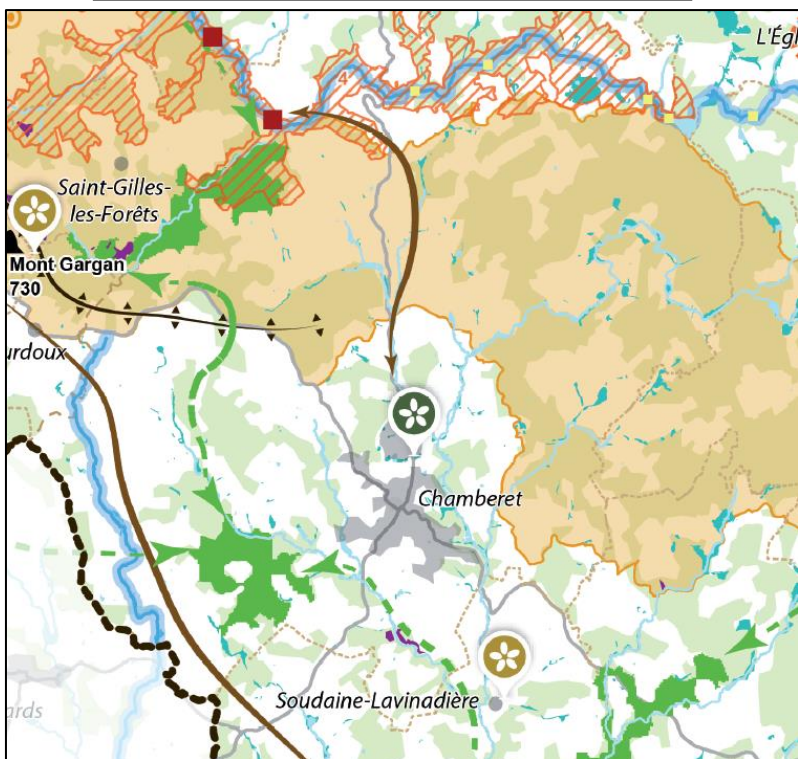 L'Égl
4
Saint-Gilles-
les-Forêts
Mont Gargan
730
urdoux
Chamberet
Soudaine-Lavinadière
ards